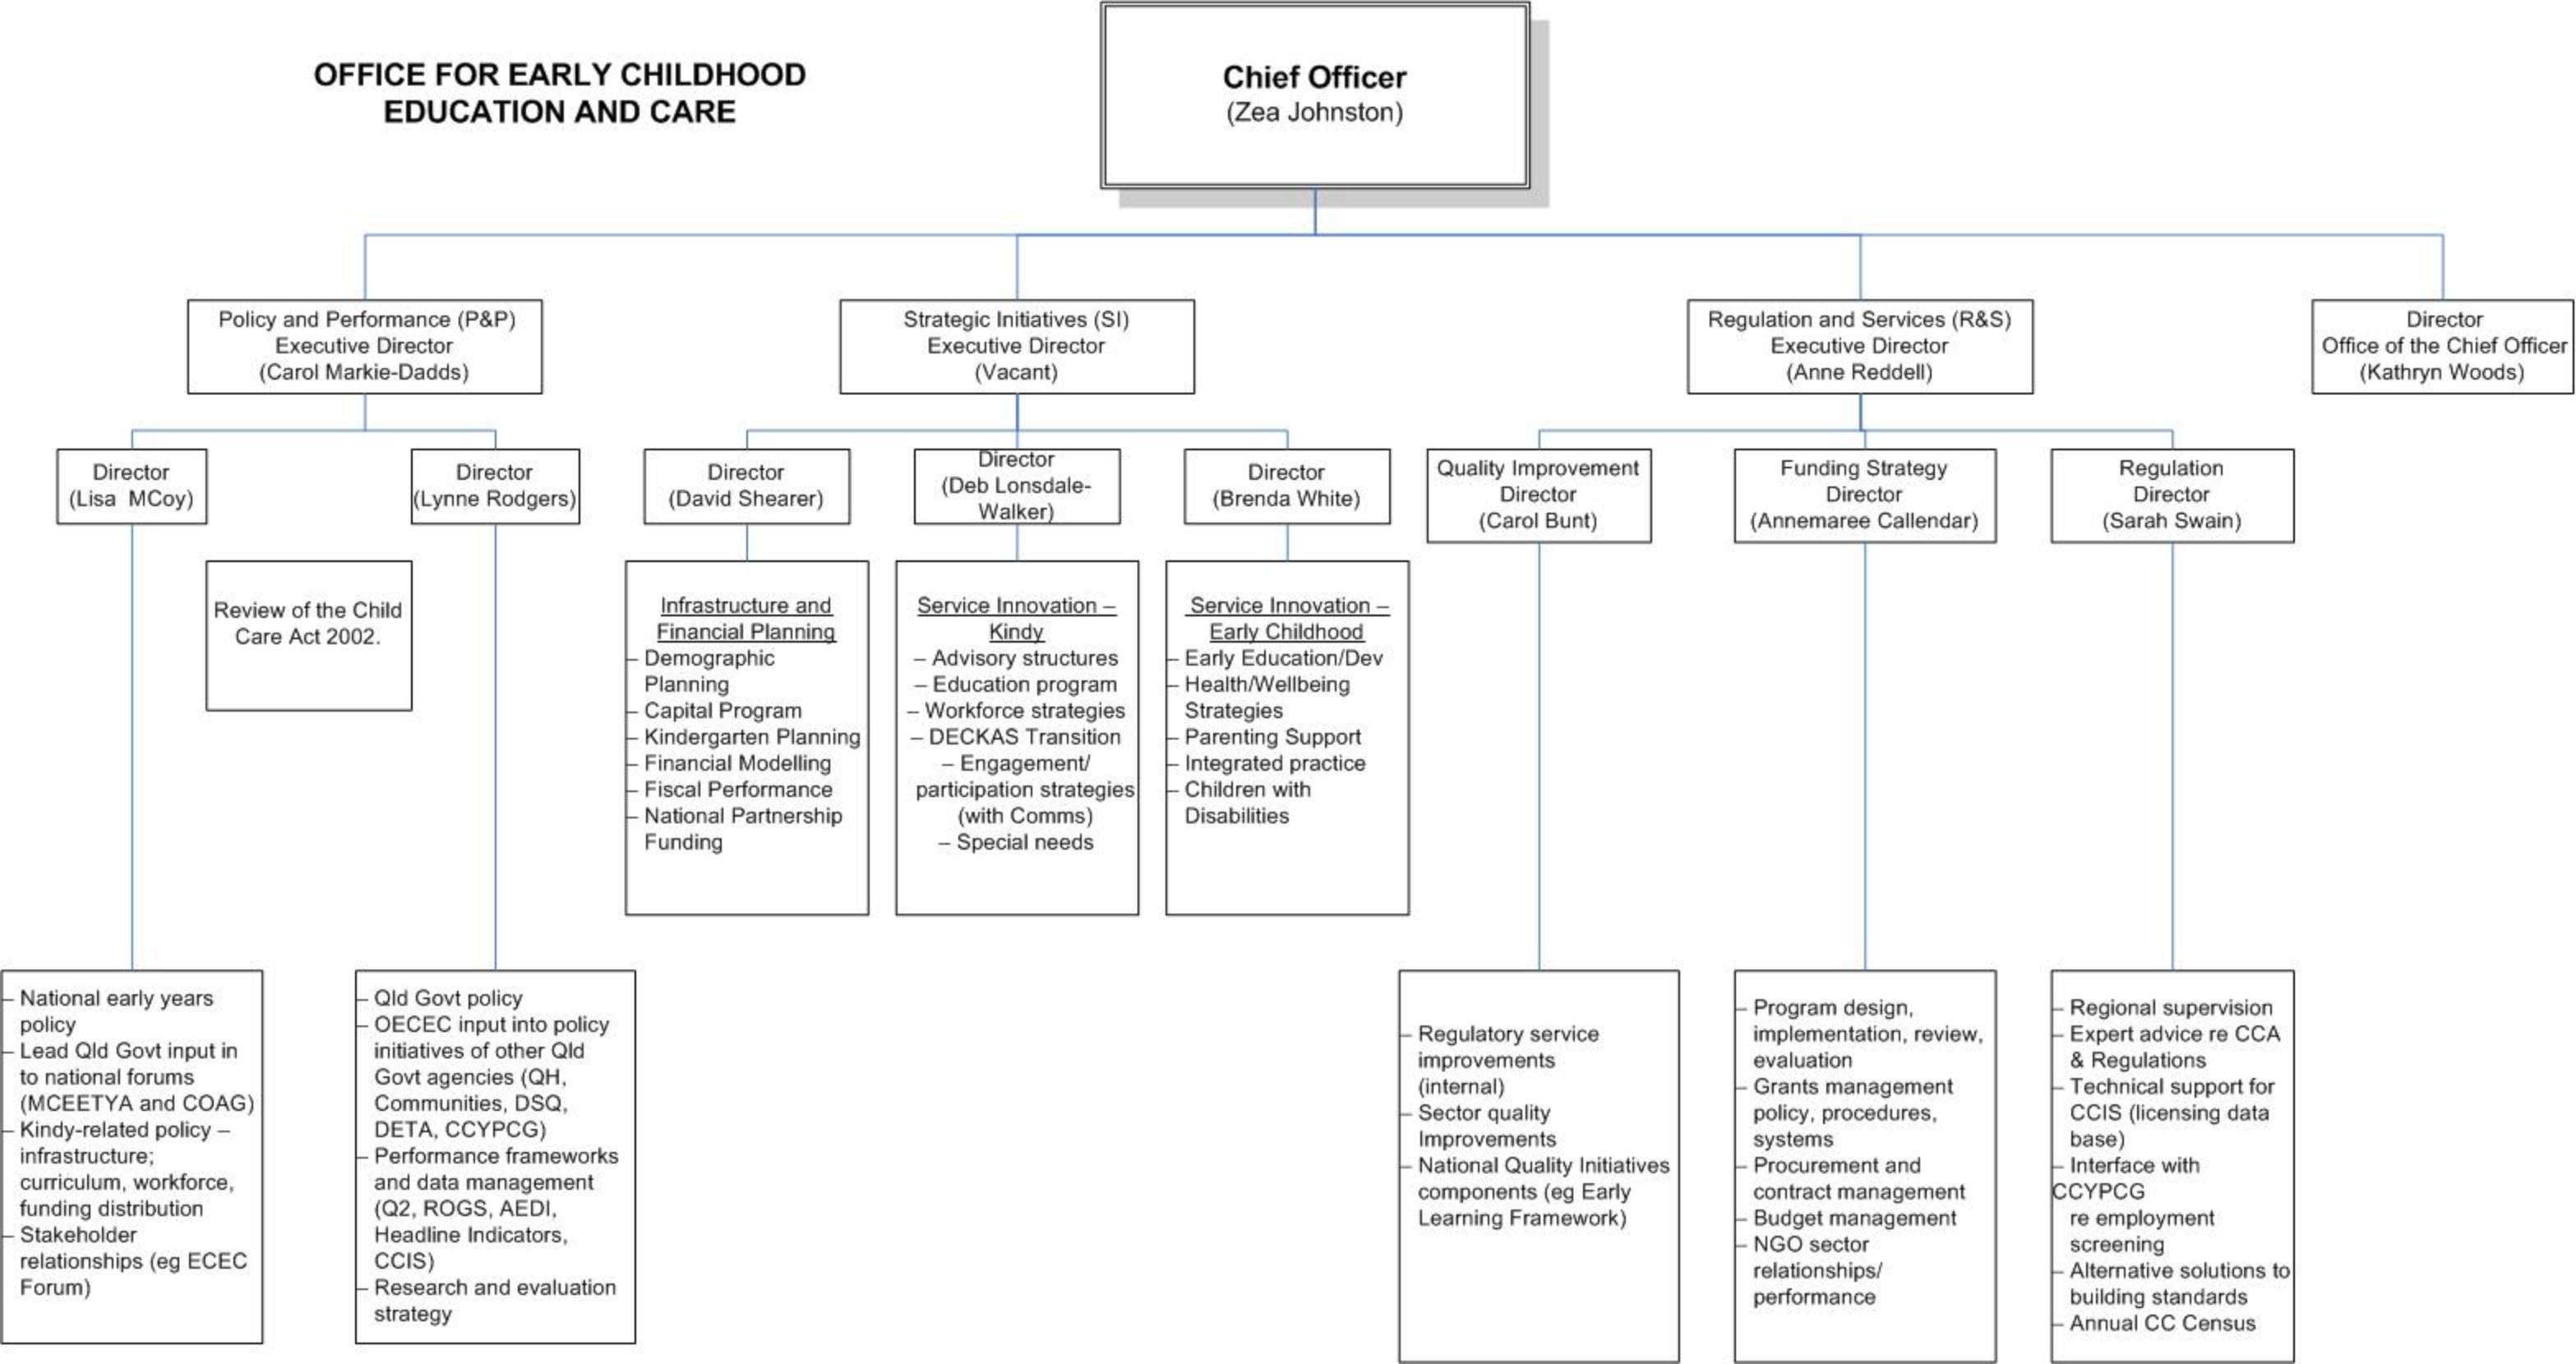 OFFICE FOR EARLY CHILDHOOD
EDUCATION AND CARE
Chief Officer
(Zea Johnston)
Policy and Performance (P&P)
Executive Director
(Carol Markie-Dadds)
Strategic Initiatives (SI)
Executive Director
(Vacant)
Regulation and Services (R&S)
Executive Director
(Anne Reddell)
Director
Office of the Chief Officer
(Kathryn Woods)
Director
(Lisa MCoy)
Director
(Lynne Rodgers)
Director
(David Shearer)
Director
(Deb Lonsdale-
Walker)
Director
(Brenda White)
Quality Improvement
Director
(Carol Bunt)
Funding Strategy
Director
(Annemaree Callendar)
Regulation
Director
(Sarah Swain)
Review of the Child
Care Act 2002.
Infrastructure and
Financial Planning
– Demographic
Planning
– Capital Program
– Kindergarten Planning
– Financial Modelling
– Fiscal Performance
– National Partnership
Funding
Service Innovation –
Kindy
– Advisory structures
– Education program
– Workforce strategies
– DECKAS Transition
– Engagement/
participation strategies
(with Comms)
– Special needs
Service Innovation –
Early Childhood
– Early Education/Dev
– Health/Wellbeing
Strategies
– Parenting Support
– Integrated practice
– Children with
Disabilities
– National early years
policy
– Lead Qld Govt input in
to national forums
(MCEETYA and COAG)
– Kindy-related policy –
infrastructure;
curriculum, workforce,
funding distribution
– Stakeholder
relationships (eg ECEC
Forum)
– Qld Govt policy
– OECEC input into policy
initiatives of other Qld
Govt agencies (QH,
Communities, DSQ,
DETA, CCYPCG)
– Performance frameworks
and data management
(Q2, ROGS, AEDI,
Headline Indicators,
CCIS)
– Research and evaluation
strategy
– Regulatory service
improvements
(internal)
– Sector quality
Improvements
– National Quality Initiatives
components (eg Early
Learning Framework)
– Program design,
implementation, review,
evaluation
– Grants management
policy, procedures,
systems
– Procurement and
contract management
– Budget management
– NGO sector
relationships/
performance
– Regional supervision
– Expert advice re CCA
& Regulations
– Technical support for
CCIS (licensing data
base)
– Interface with
CCYPCG
re employment
screening
– Alternative solutions to
building standards
– Annual CC Census